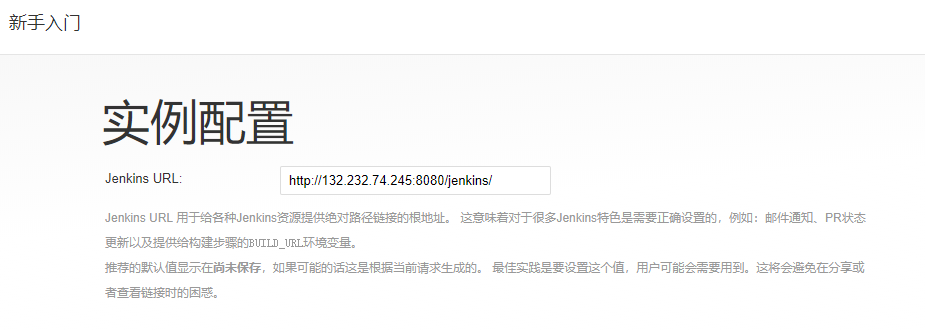 新手入门
实例配置
Jenkins URL: http://132.232.74.245:8080/jenkins/
Jenkins URL 用于给各种Jenkins资源提供绝对路径链接的根地址。 这意味着对于很多Jenkins特色是需要正确设置的，例如：邮件通知、PR状态
更新以及提供给构建步骤的BUILD_URL环境变量。
推荐的默认值显示在尚未保存，如果可能的话这是根据当前请求生成的。 最佳实践是要设置这个值，用户可能会需要用到。这将会避免在分享或
者查看链接时的困惑。